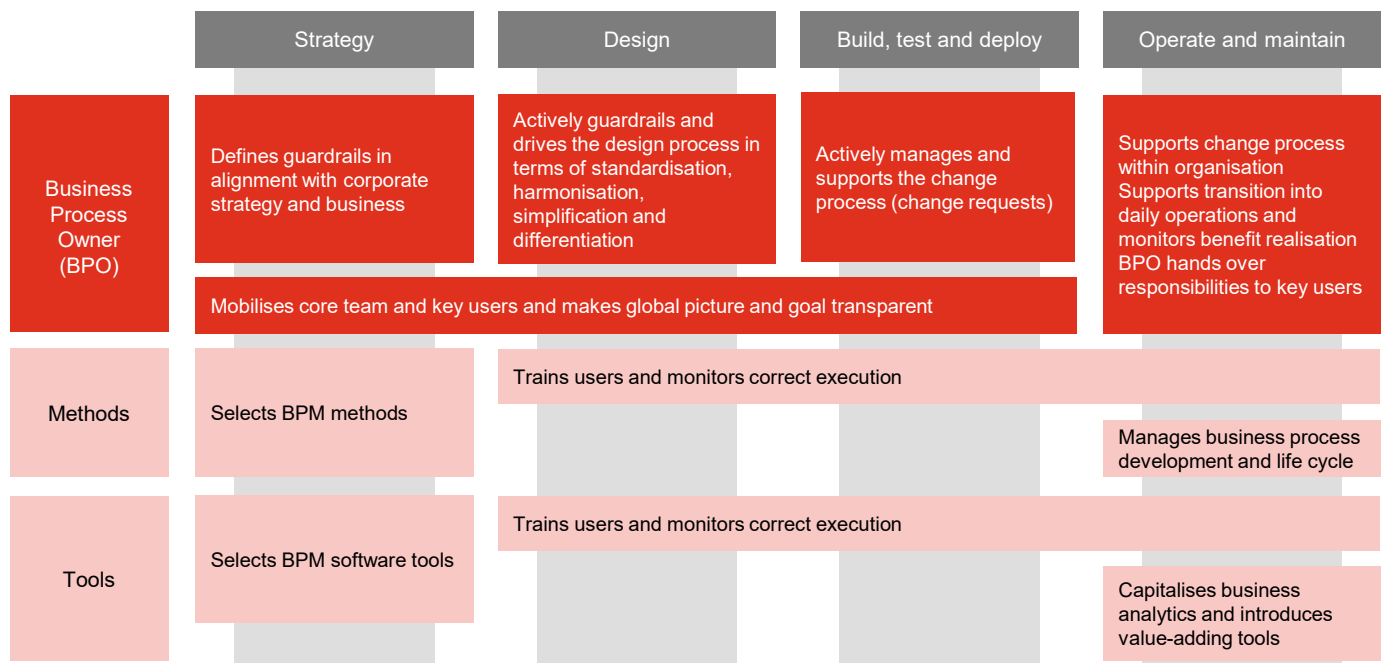 Strategy
Design
Build, test and deploy
Operate and maintain
Business
Process
Owner
(BPO)
Defines guardrails in
alignment with corporate
strategy and business
Actively guardrails and
drives the design process in
terms of standardisation,
harmonisation,
simplification and
differentiation
Actively manages and
supports the change
process (change requests)
Supports change process
within organisation
Supports transition into
daily operations and
monitors benefit realisation
BPO hands over
responsibilities to key users
Mobilises core team and key users and makes global picture and goal transparent
Methods
Selects BPM methods
Trains users and monitors correct execution
Manages business process
development and life cycle
Tools
Selects BPM software tools
Trains users and monitors correct execution
Capitalises business
analytics and introduces
value-adding tools